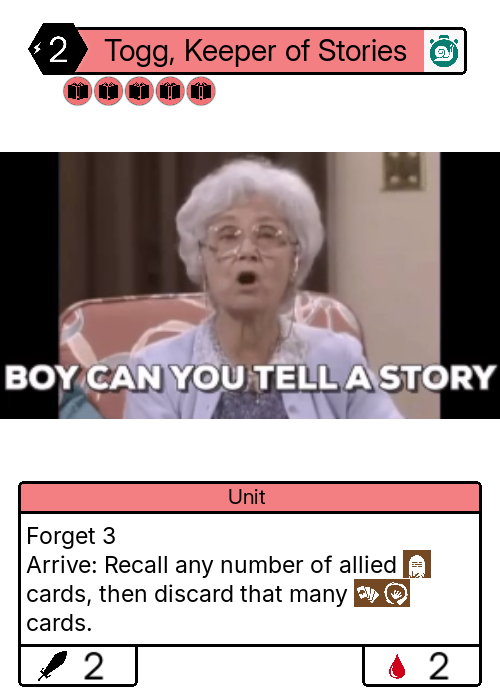 2 Togg, Keeper of Stories
BOY CAN YOU TELL A STORY
Unit
Forget 3
Arrive: Recall any number of allied
cards, then discard that many
cards.
2 2